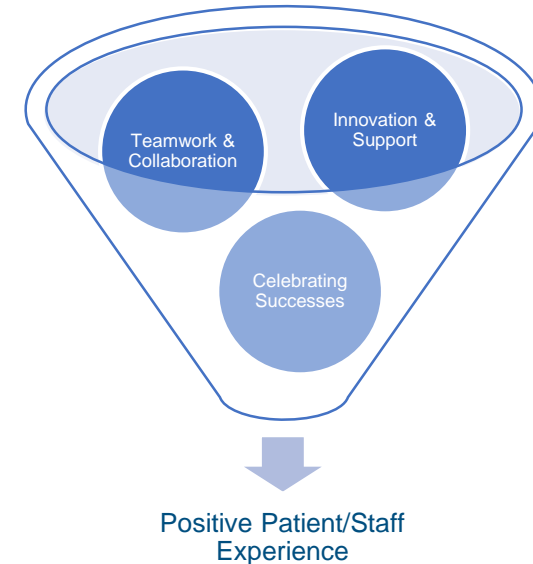 Teamwork &
Collaboration
Innovation &
Support
Celebrating
Successes
Positive Patient/Staff
Experience